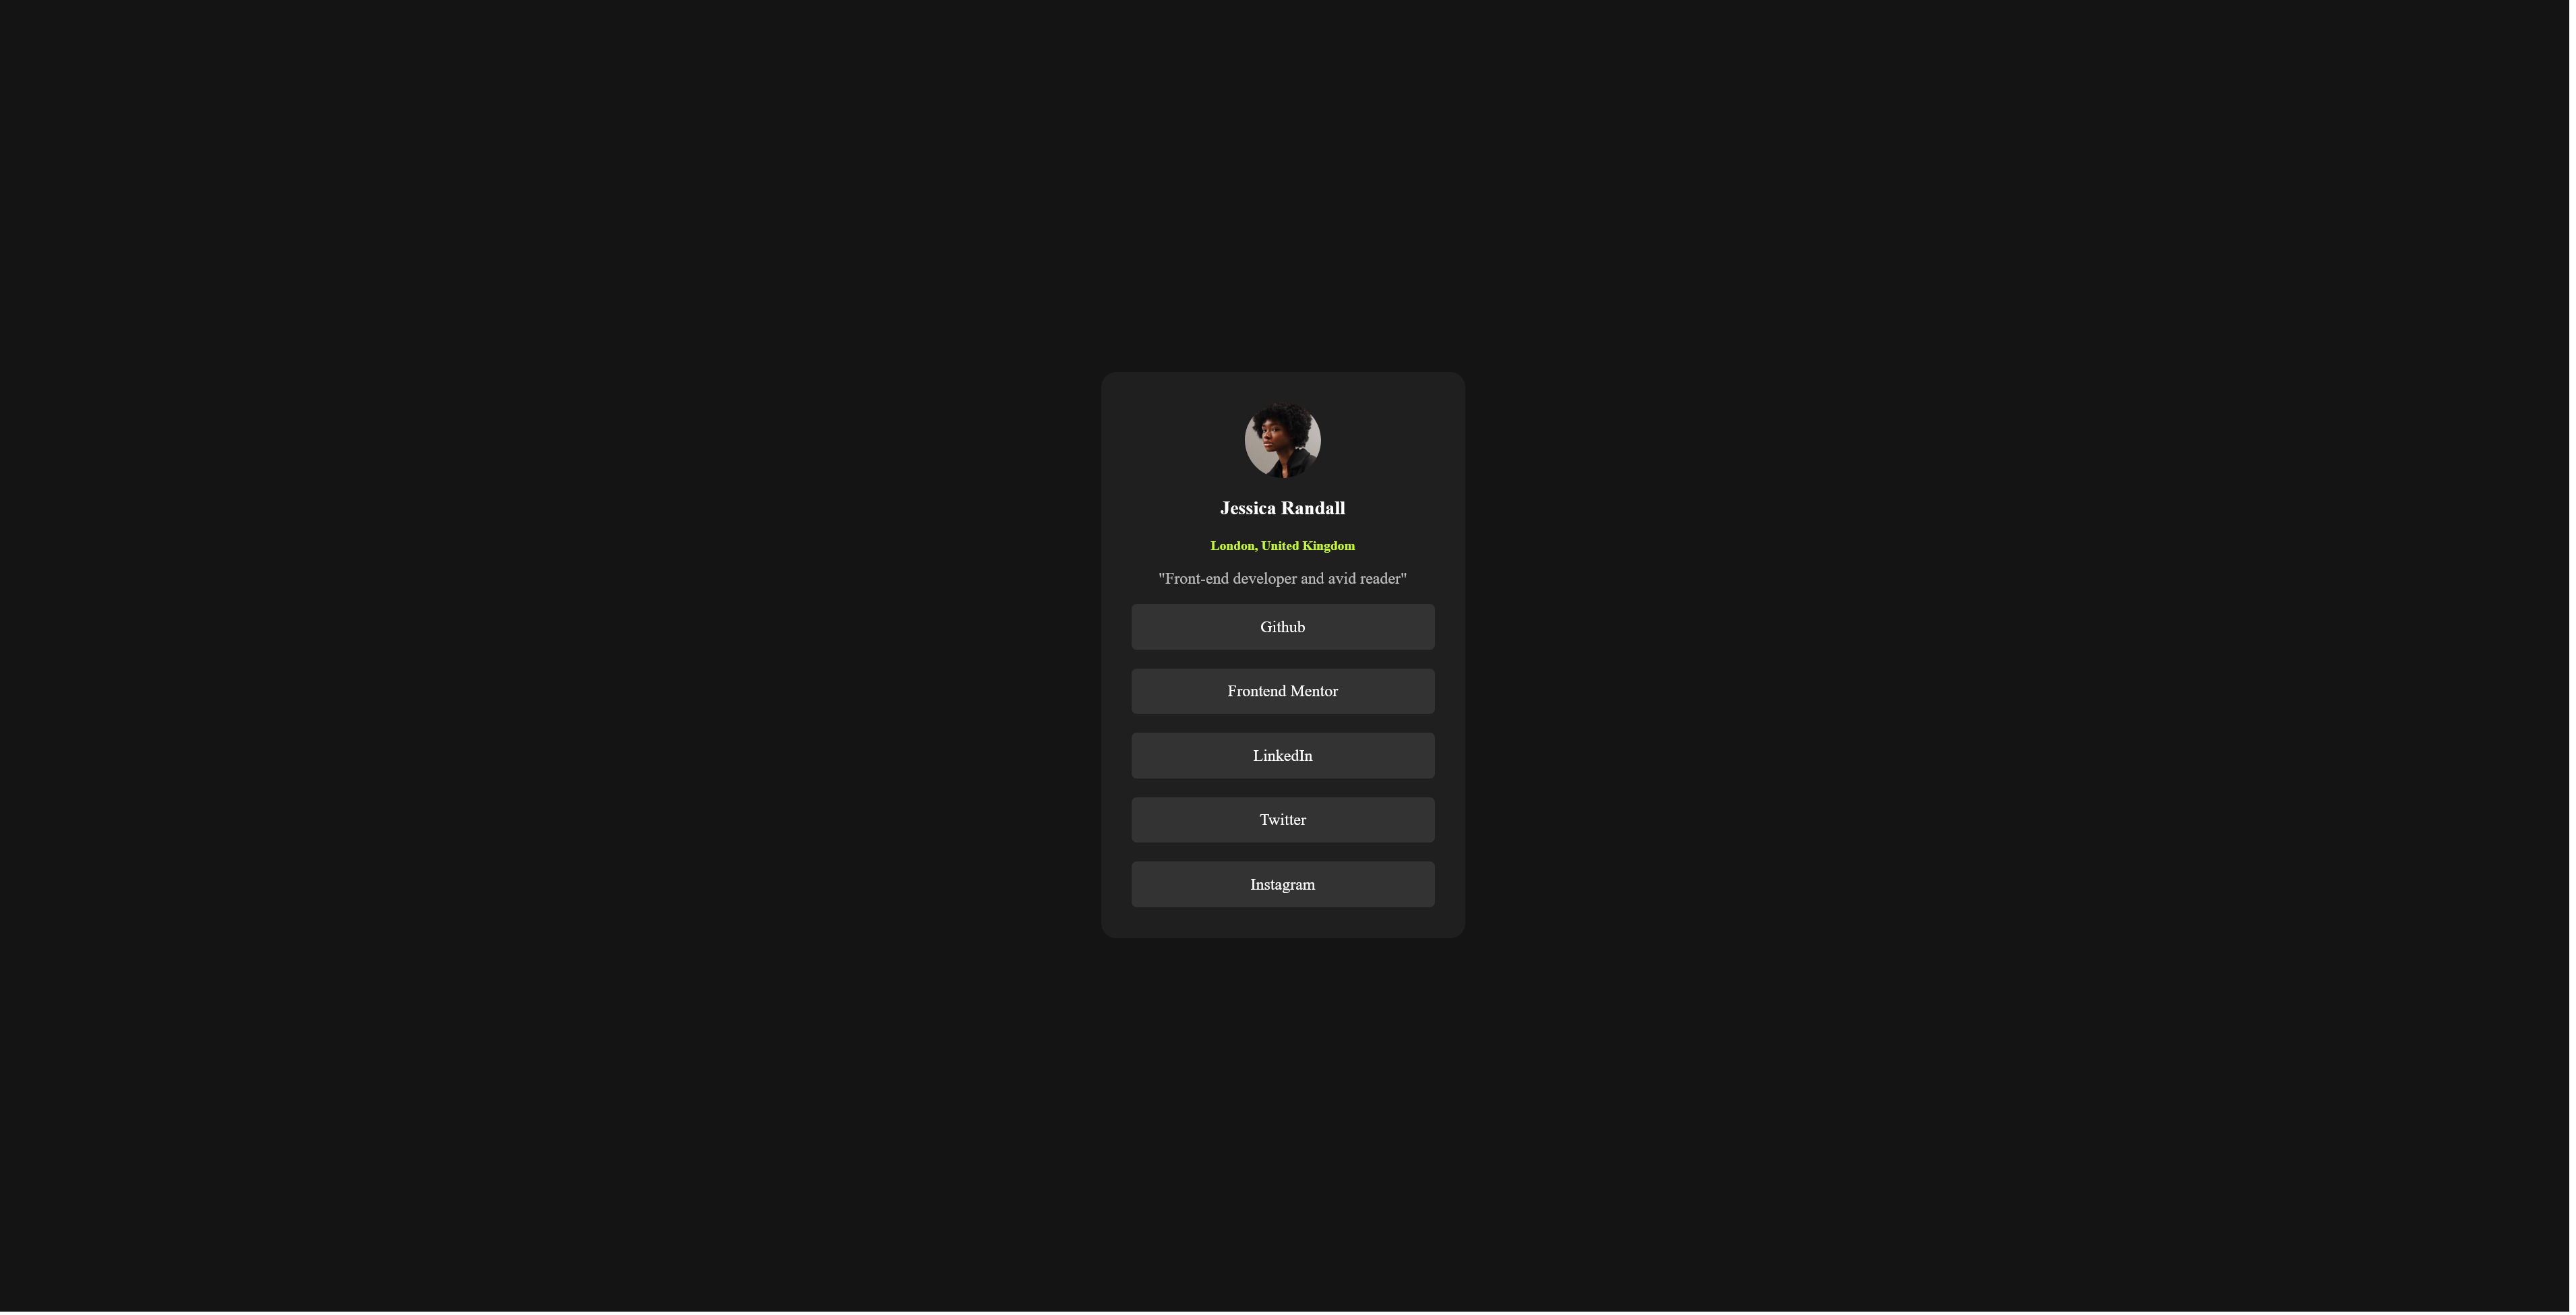 Jessica Randall
London, United Kingdom
"Front-end developer and avid reader"
Github
Frontend Mentor
LinkedIn
Twitter
Instagram